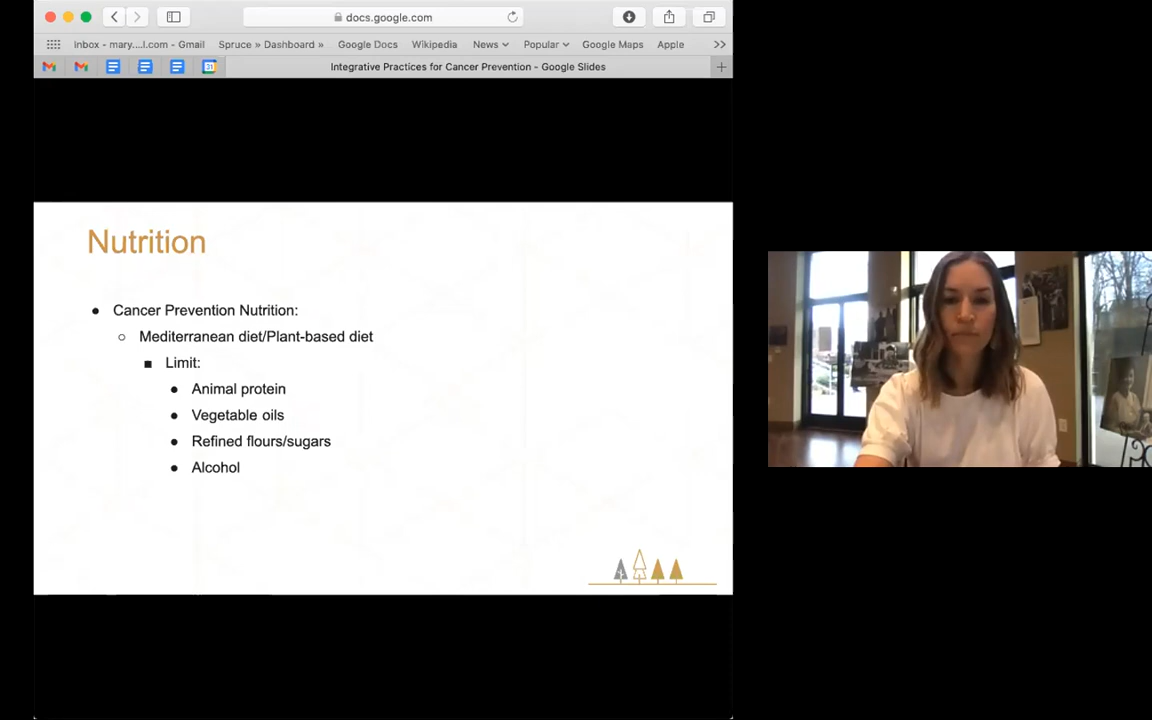 docs.google.com
Inbox - mary....l.com - Gmail Spruce » Dashboard » Google Docs Wikipedia News Popular Google Maps Apple >>
31 Integrative Practices for Cancer Prevention - Google Slides +
Nutrition
● Cancer Prevention Nutrition:
○ Mediterranean diet/Plant-based diet
■ Limit:
● Animal protein
● Vegetable oils
● Refined flours/sugars
● Alcohol